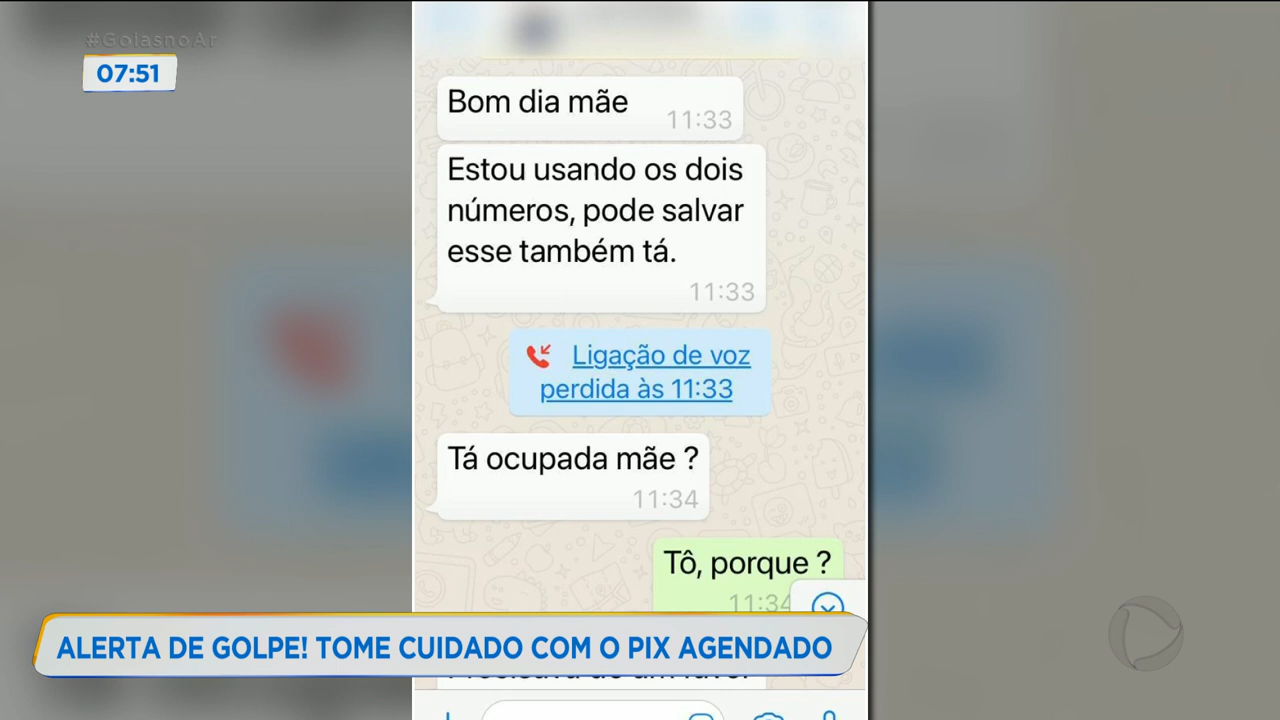 #GoiasnoAr
07:51
Bom dia mãe
11:33
Estou usando os dois
números, pode salvar
esse também tá.
11:33
Ligação de voz
perdida às 11:33
Tá ocupada mãe ?
11:34
Tô, porque ?
11:34
ALERTA DE GOLPE! TOME CUIDADO COM O PIX AGENDADO